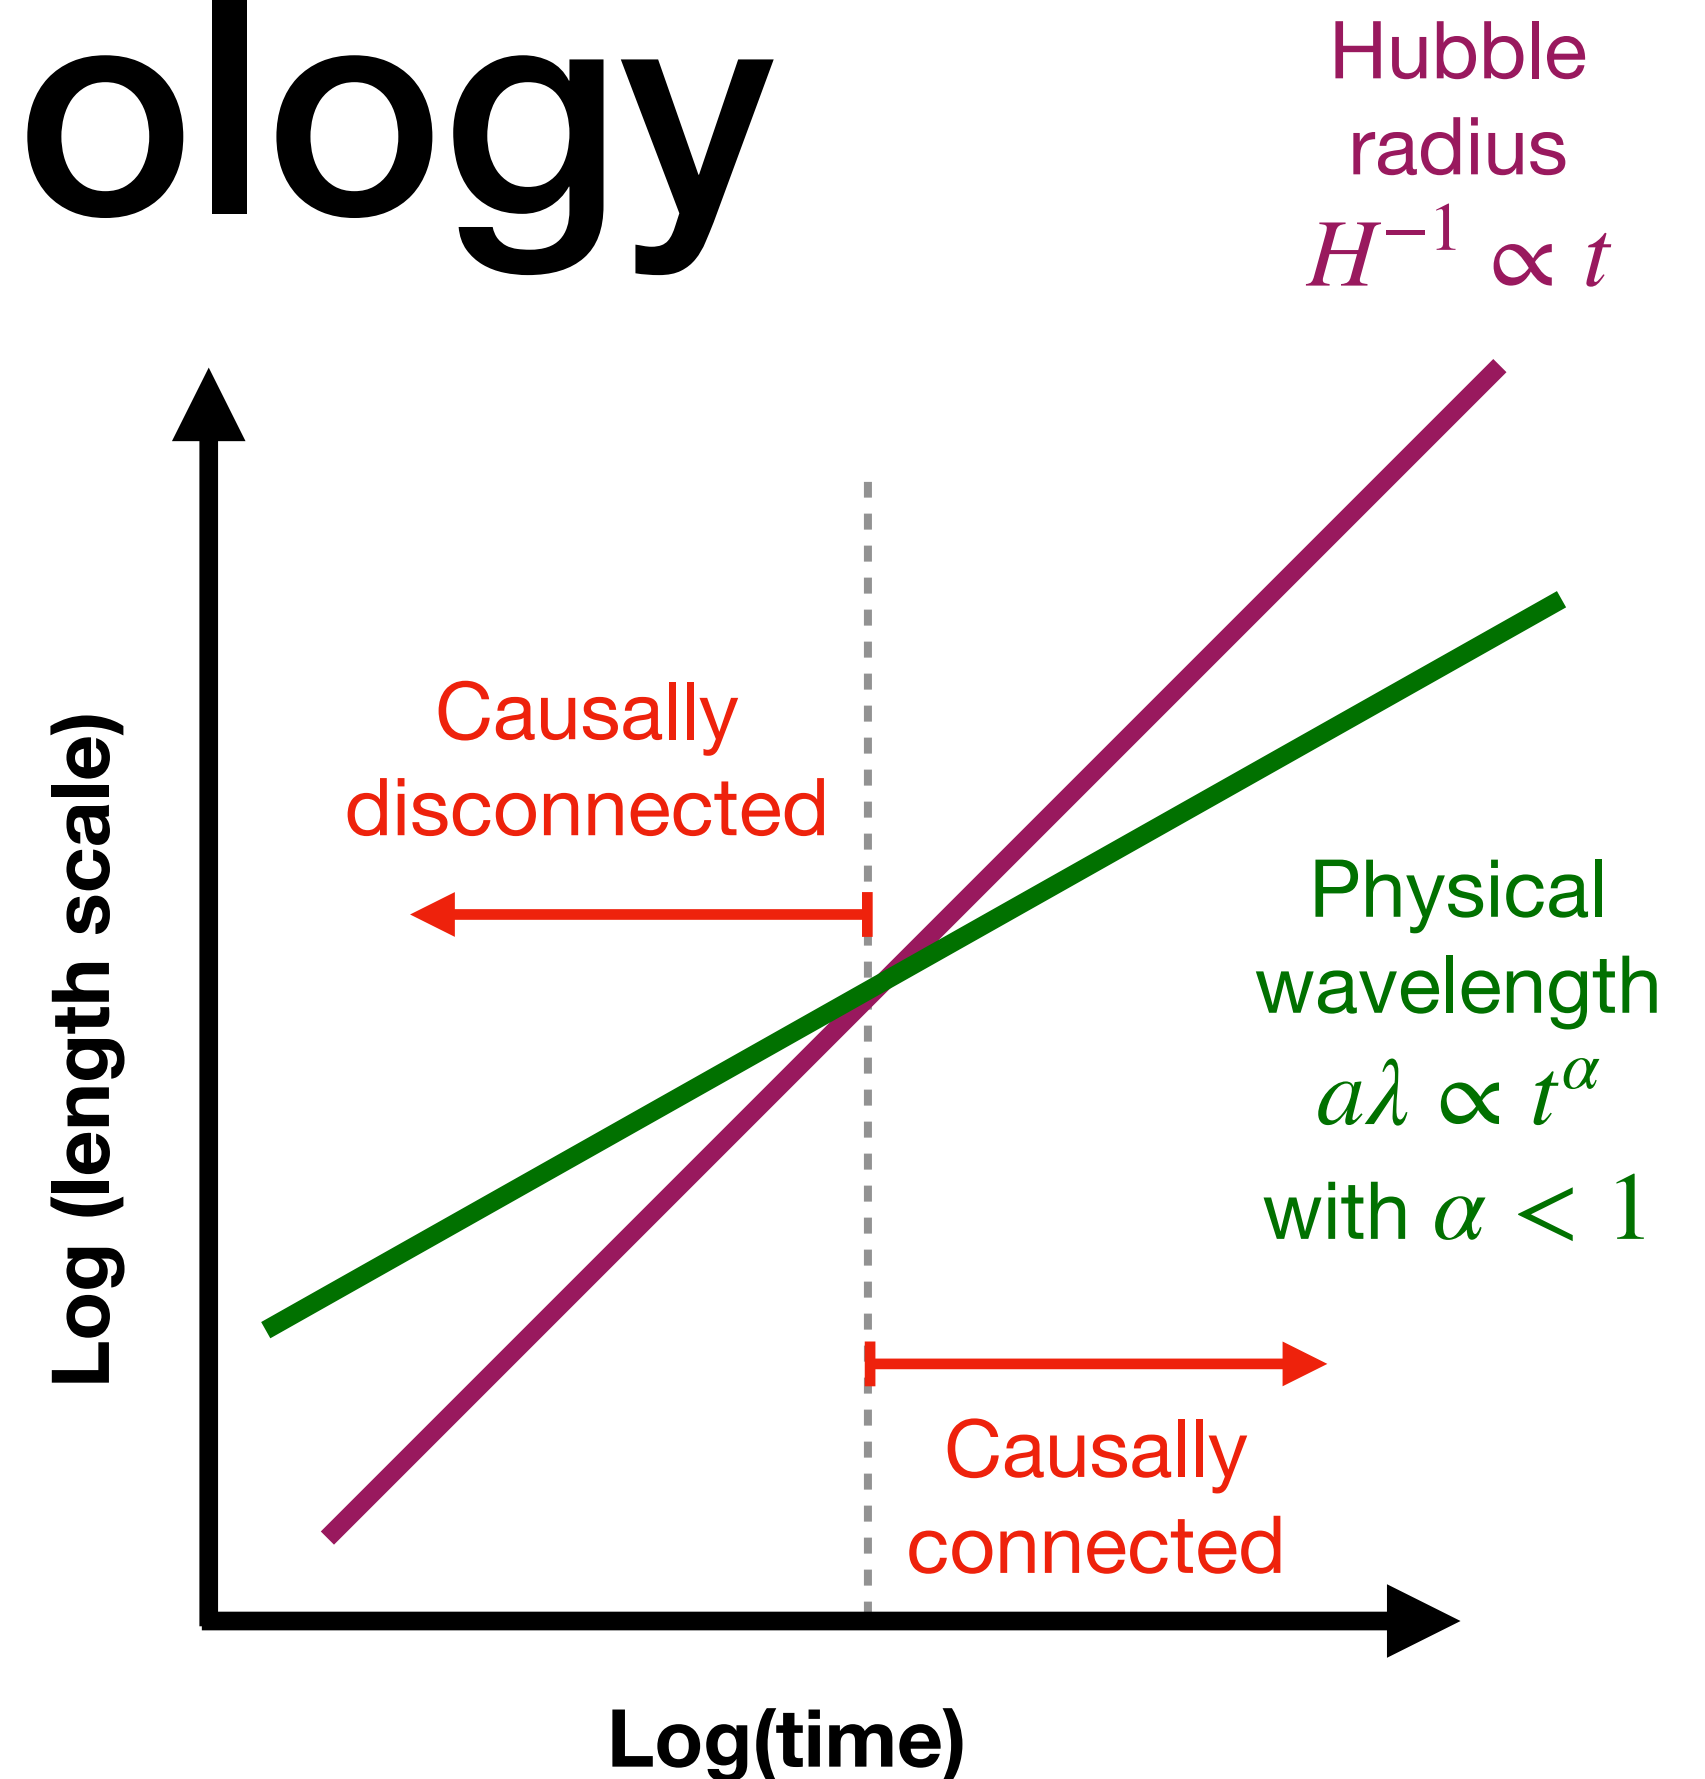 ology
Hubble
radius
H⁻¹ ∝ t
Causally
disconnected
Physical
wavelength
aλ ∝ t^α
with α < 1
Causally
connected
Log (length scale)
Log(time)